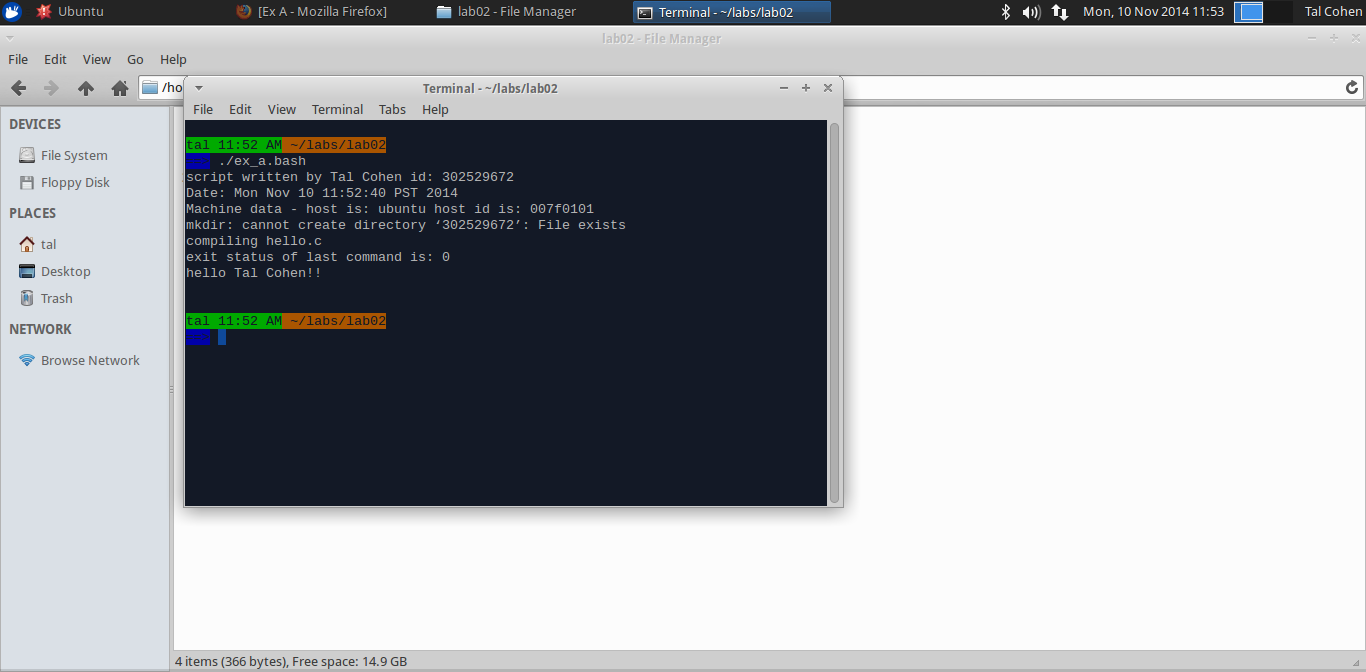 Ubuntu
[Ex A - Mozilla Firefox]
lab02 - File Manager
Terminal - ~/labs/lab02
Mon, 10 Nov 2014 11:53
Tal Cohen
lab02 - File Manager
File Edit View Go Help
/ho
DEVICES
File System
Floppy Disk
PLACES
tal
Desktop
Trash
NETWORK
Browse Network
Terminal - ~/labs/lab02
File Edit View Terminal Tabs Help
tal 11:52 AM ~/labs/lab02
./ex_a.bash
script written by Tal Cohen id: 302529672
Date: Mon Nov 10 11:52:40 PST 2014
Machine data - host is: ubuntu host id is: 007f0101
mkdir: cannot create directory ‘302529672’: File exists
compiling hello.c
exit status of last command is: 0
hello Tal Cohen!!
tal 11:52 AM ~/labs/lab02
4 items (366 bytes), Free space: 14.9 GB